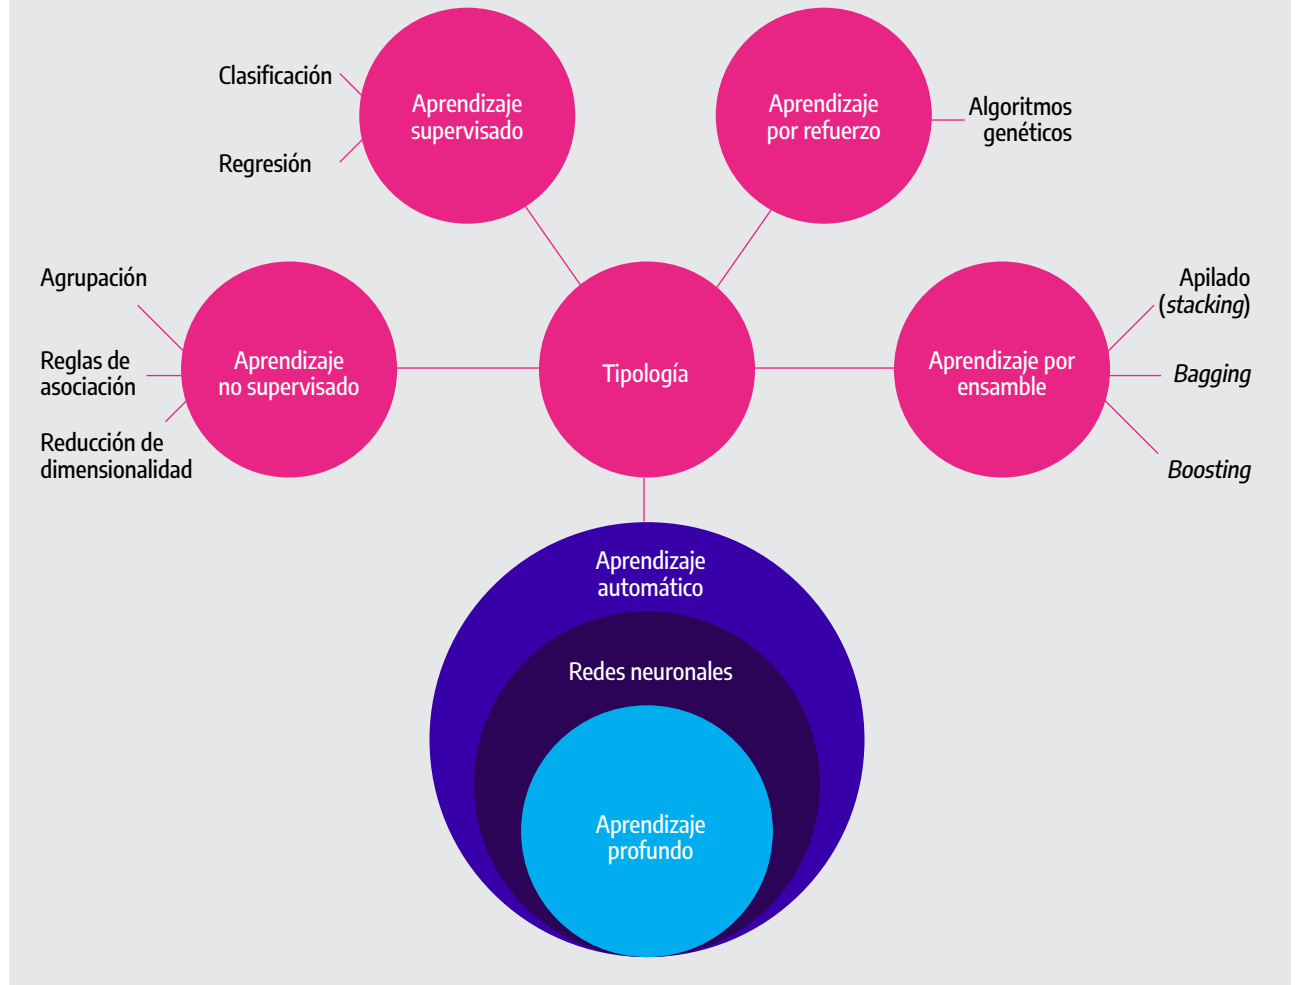 Clasificación
Regresión
Aprendizaje
supervisado
Aprendizaje
por refuerzo
Algoritmos
genéticos
Agrupación
Reglas de
asociación
Reducción de
dimensionalidad
Aprendizaje
no supervisado
Tipología
Aprendizaje por
ensamble
Apilado
(stacking)
Bagging
Boosting
Aprendizaje
automático
Redes neuronales
Aprendizaje
profundo